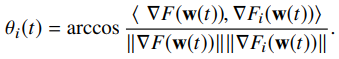 θ_i(t) = arccos ⟨ ∇F(w(t)), ∇F_i(w(t))⟩ / ‖∇F(w(t))‖‖∇F_i(w(t))‖ .